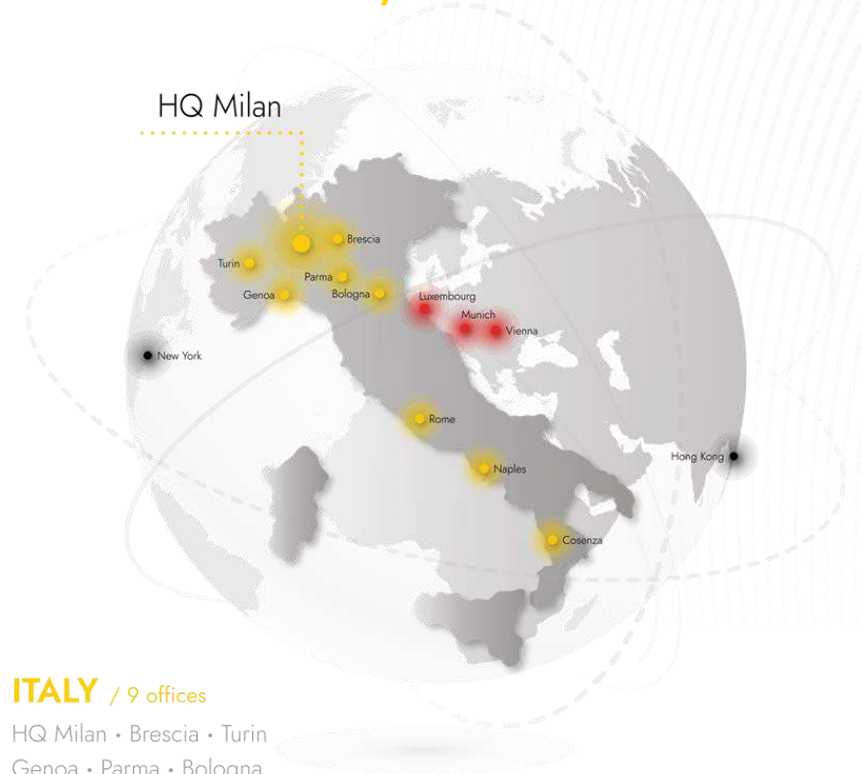 HQ Milan
Brescia
Turin
Parma
Bologna
Genoa
Luxembourg
Munich
Vienna
New York
Rome
Hong Kong
Naples
Cosenza
ITALY / 9 offices
HQ Milan • Brescia • Turin
Genoa • Parma • Bologna